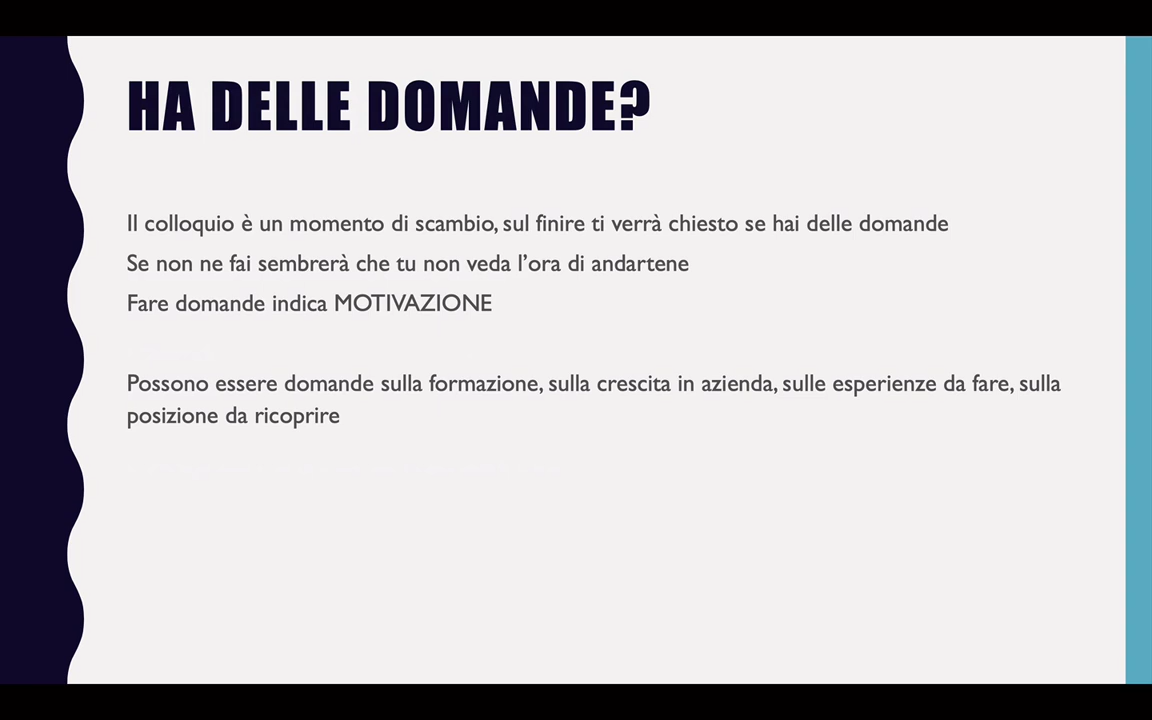 HA DELLE DOMANDE?
Il colloquio è un momento di scambio, sul finire ti verrà chiesto se hai delle domande
Se non ne fai sembrerà che tu non veda l’ora di andartene
Fare domande indica MOTIVAZIONE
Possono essere domande sulla formazione, sulla crescita in azienda, sulle esperienze da fare, sulla
posizione da ricoprire